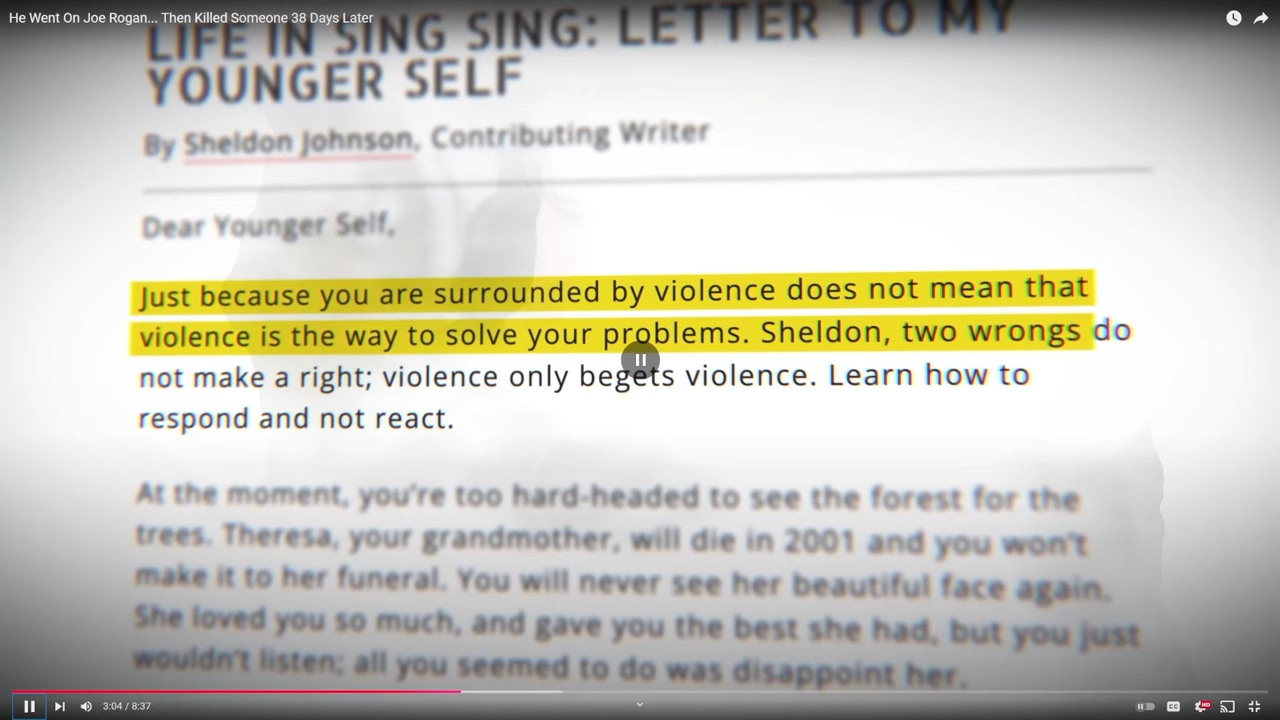 He Went On Joe Rogan... Then Killed Someone 38 Days Later
LIFE IN SING SING: LETTER TO MY
YOUNGER SELF
By Sheldon Johnson, Contributing Writer
Dear Younger Self,
Just because you are surrounded by violence does not mean that
violence is the way to solve your problems. Sheldon, two wrongs do
not make a right; violence only begets violence. Learn how to
respond and not react.
At the moment, you're too hard-headed to see the forest for the
trees. Theresa, your grandmother, will die in 2001 and you won't
make it to her funeral. You will never see her beautiful face again.
She loved you so much, and gave you the best she had, but you just
wouldn't listen; all you seemed to do was disappoint her.
3:04 / 8:37
CC
HD